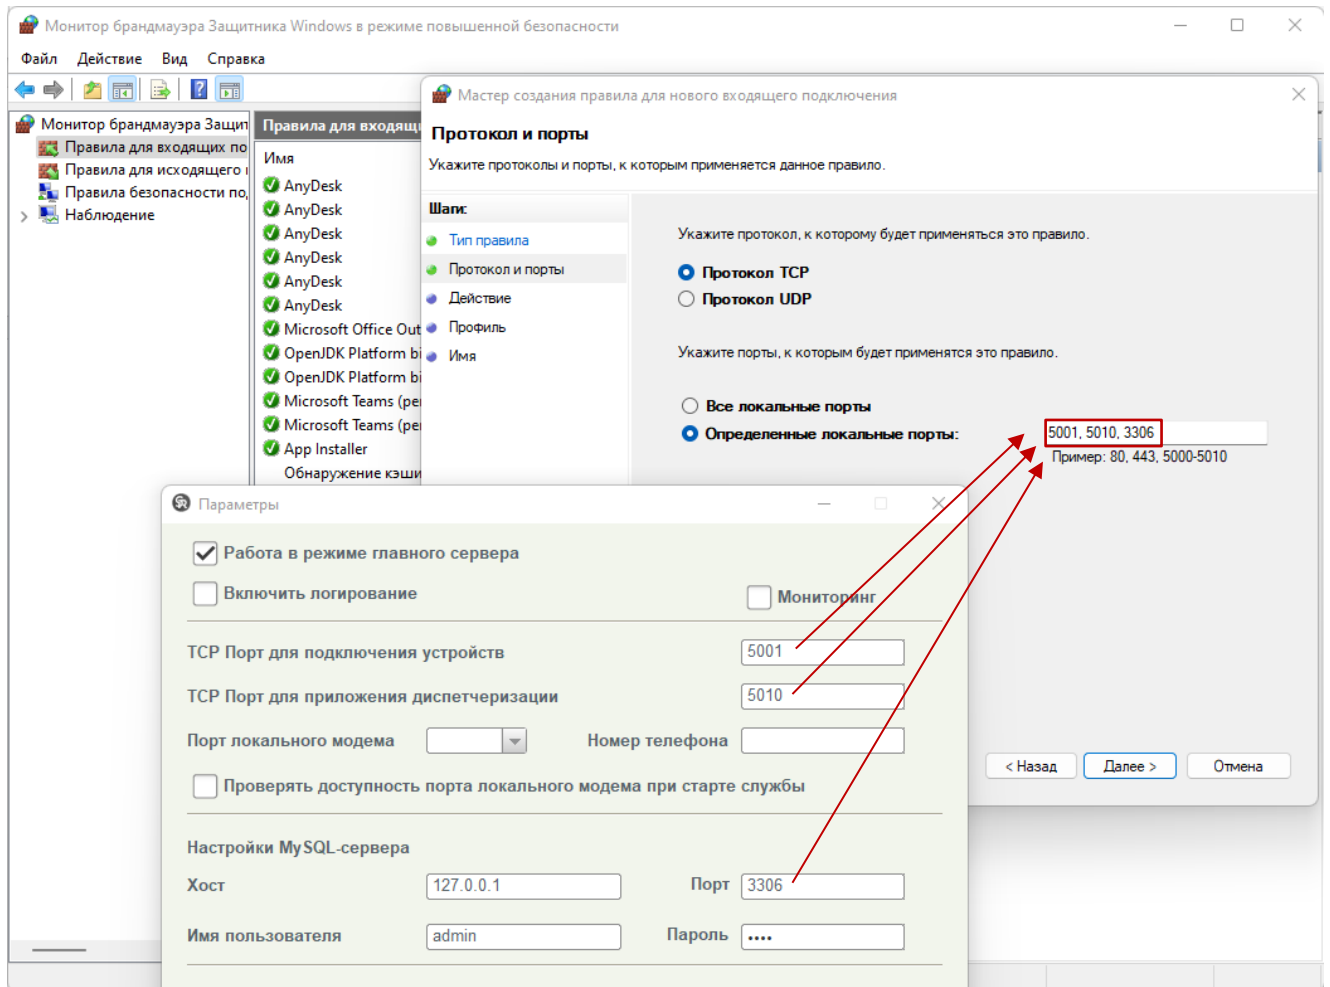 Монитор брандмауэра Защитника Windows в режиме повышенной безопасности
Файл Действие Вид Справка
Монитор брандмауэра Защит
Правила для входящих по
Правила для исходящего
Правила безопасности по
Наблюдение
Правила для входящ
Имя
AnyDesk
AnyDesk
AnyDesk
AnyDesk
AnyDesk
AnyDesk
Microsoft Office Out
OpenJDK Platform bi
OpenJDK Platform bi
Microsoft Teams (pe
Microsoft Teams (pe
App Installer
Обнаружение кэши
Мастер создания правила для нового входящего подключения
Протокол и порты
Укажите протоколы и порты, к которым применяется данное правило.
Шаги:
Тип правила
Протокол и порты
Действие
Профиль
Имя
Укажите протокол, к которому будет применяться это правило.
Протокол TCP
Протокол UDP
Укажите порты, к которым будет применятся это правило.
Все локальные порты
Определенные локальные порты: 5001, 5010, 3306
Пример: 80, 443, 5000-5010
< Назад Далее > Отмена
SR Параметры
Работа в режиме главного сервера
Включить логирование Мониторинг
TCP Порт для подключения устройств 5001
TCP Порт для приложения диспетчеризации 5010
Порт локального модема Номер телефона
Проверять доступность порта локального модема при старте службы
Настройки MySQL-сервера
Хост 127.0.0.1 Порт 3306
Имя пользователя admin Пароль ••••